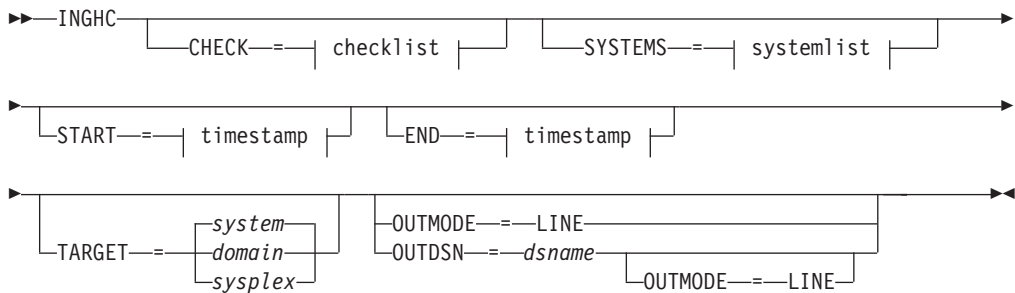 INGHC CHECK = checklist SYSTEMS = systemlist
START = timestamp END = timestamp
TARGET = system domain sysplex OUTMODE = LINE OUTDSN = dsname OUTMODE = LINE